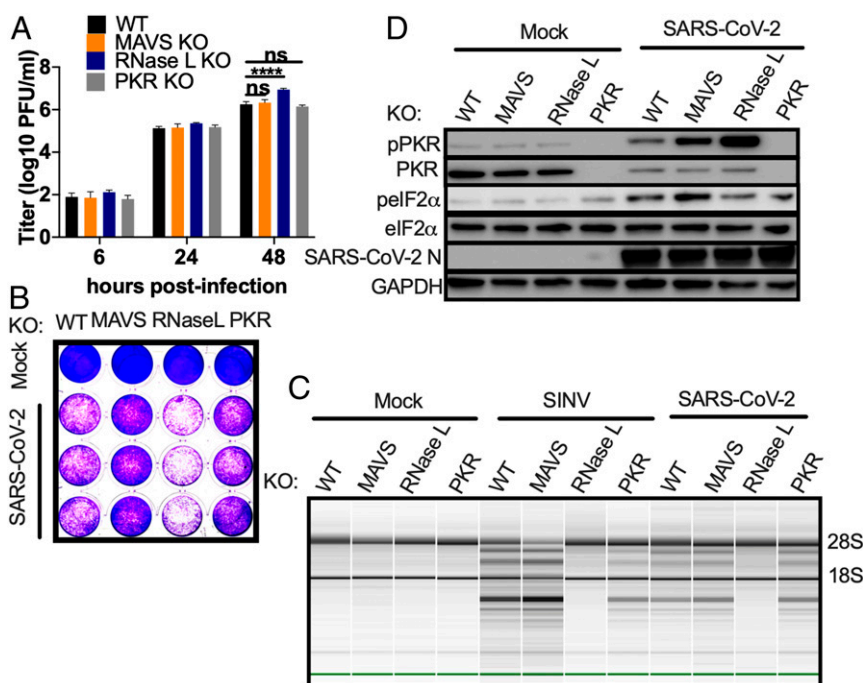 A
WT
MAVS KO
RNase L KO
PKR KO
Titer (log10 PFU/ml)
8
6
4
2
0
ns
****
ns
6 24 48
hours post-infection
B
KO: WT MAVS RNaseL PKR
Mock
SARS-CoV-2
D
Mock SARS-CoV-2
KO: WT MAVS RNase L PKR WT MAVS RNase L PKR
pPKR
PKR
peIF2α
eIF2α
SARS-CoV-2 N
GAPDH
C
Mock SINV SARS-CoV-2
KO: WT MAVS RNase L PKR WT MAVS RNase L PKR WT MAVS RNase L PKR
28S
18S